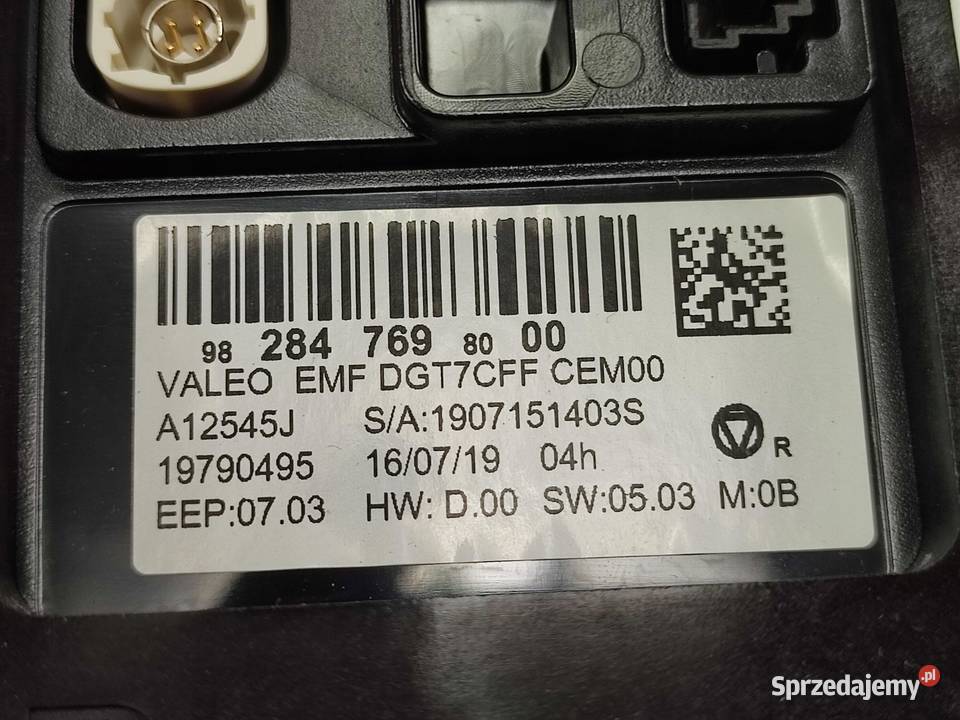 98 284 769 80 00
VALEO EMF DGT7CFF CEM00
A12545J S/A:1907151403S
19790495 16/07/19 04h R
EEP:07.03 HW: D.00 SW:05.03 M:0B
Sprzedajemy.pl